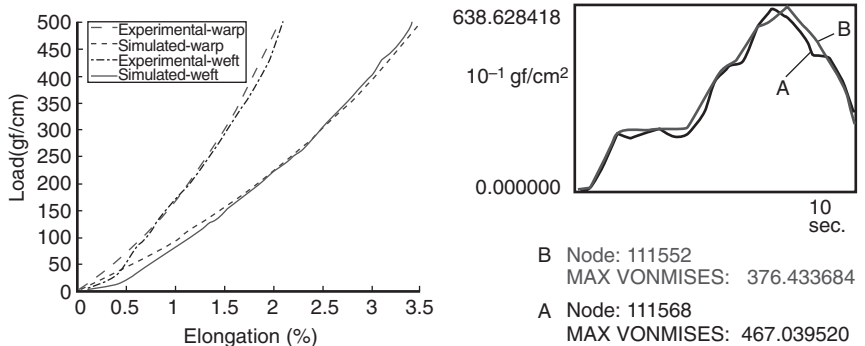 500
450
400
350
300
250
200
150
100
50
0
Load(gf/cm)
Experimental-warp
Simulated-warp
Experimental-weft
Simulated-weft
0 0.5 1 1.5 2 2.5 3 3.5
Elongation (%)
638.628418
10⁻¹ gf/cm²
0.000000
B
A
10
sec.
B Node: 111552
MAX VONMISES: 376.433684
A Node: 111568
MAX VONMISES: 467.039520